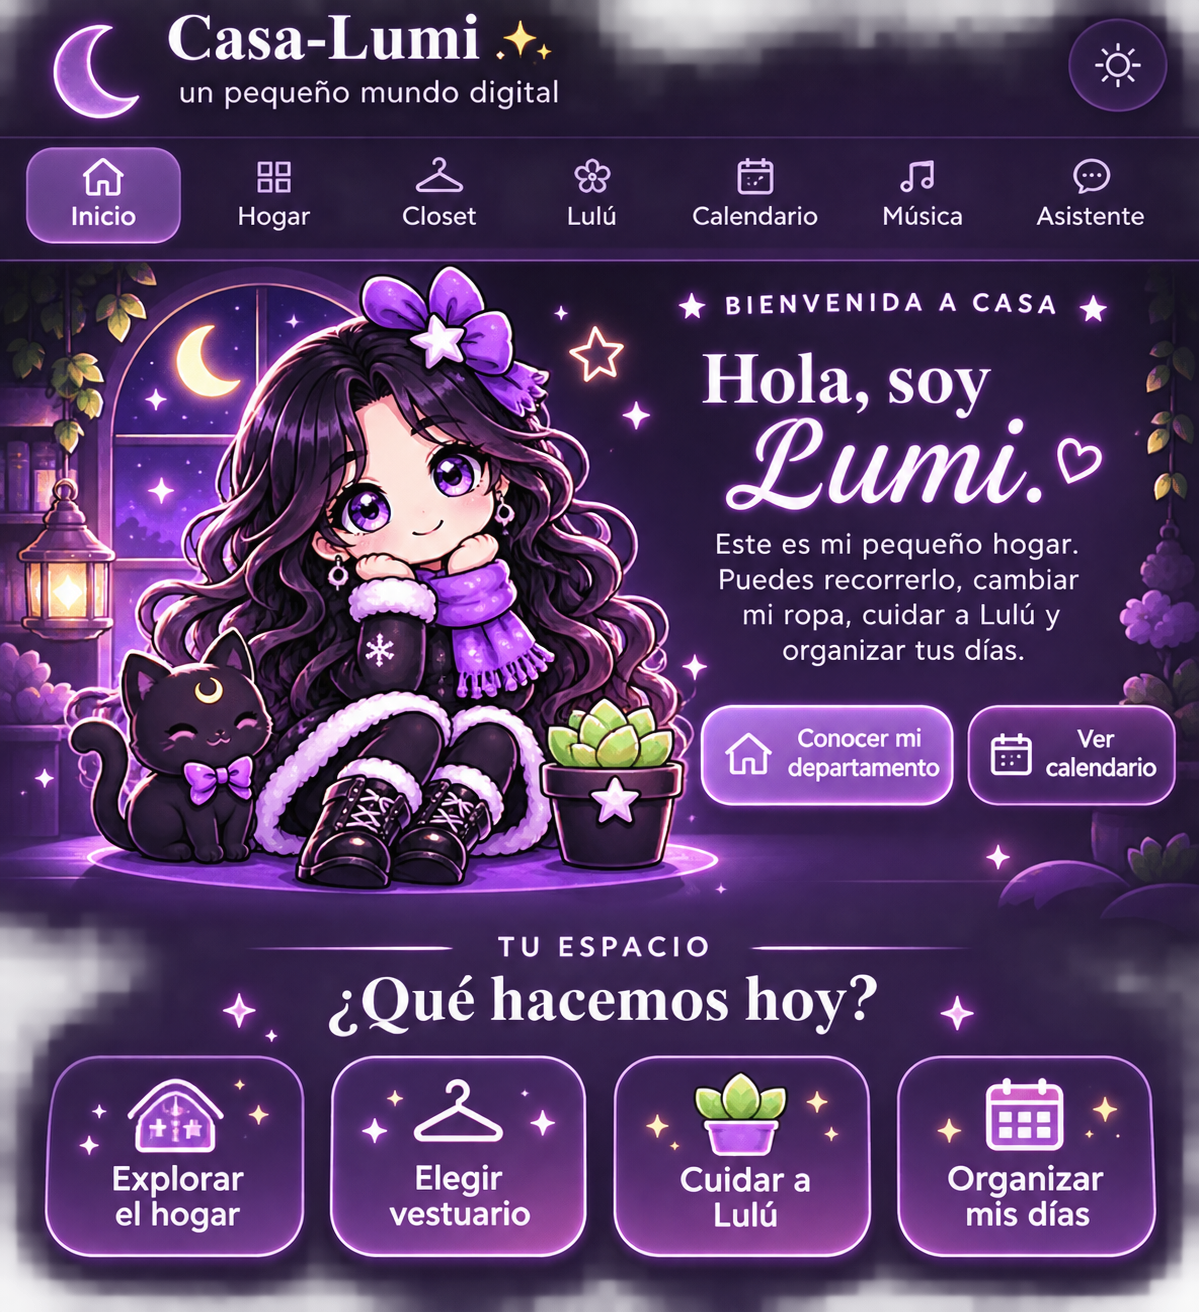 Casa-Lumi
un pequeño mundo digital
Inicio
Hogar
Closet
Lulú
Calendario
Música
Asistente
BIENVENIDA A CASA
Hola, soy
Lumi.
Este es mi pequeño hogar.
Puedes recorrerlo, cambiar
mi ropa, cuidar a Lulú y
organizar tus días.
Conocer mi
departamento
Ver
calendario
TU ESPACIO
¿Qué hacemos hoy?
Explorar
el hogar
Elegir
vestuario
Cuidar a
Lulú
Organizar
mis días